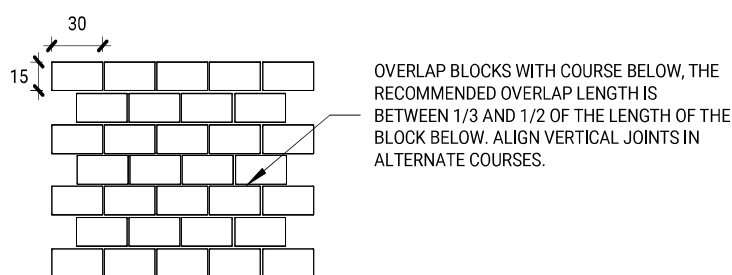 30
15
OVERLAP BLOCKS WITH COURSE BELOW, THE
RECOMMENDED OVERLAP LENGTH IS
BETWEEN 1/3 AND 1/2 OF THE LENGTH OF THE
BLOCK BELOW. ALIGN VERTICAL JOINTS IN
ALTERNATE COURSES.